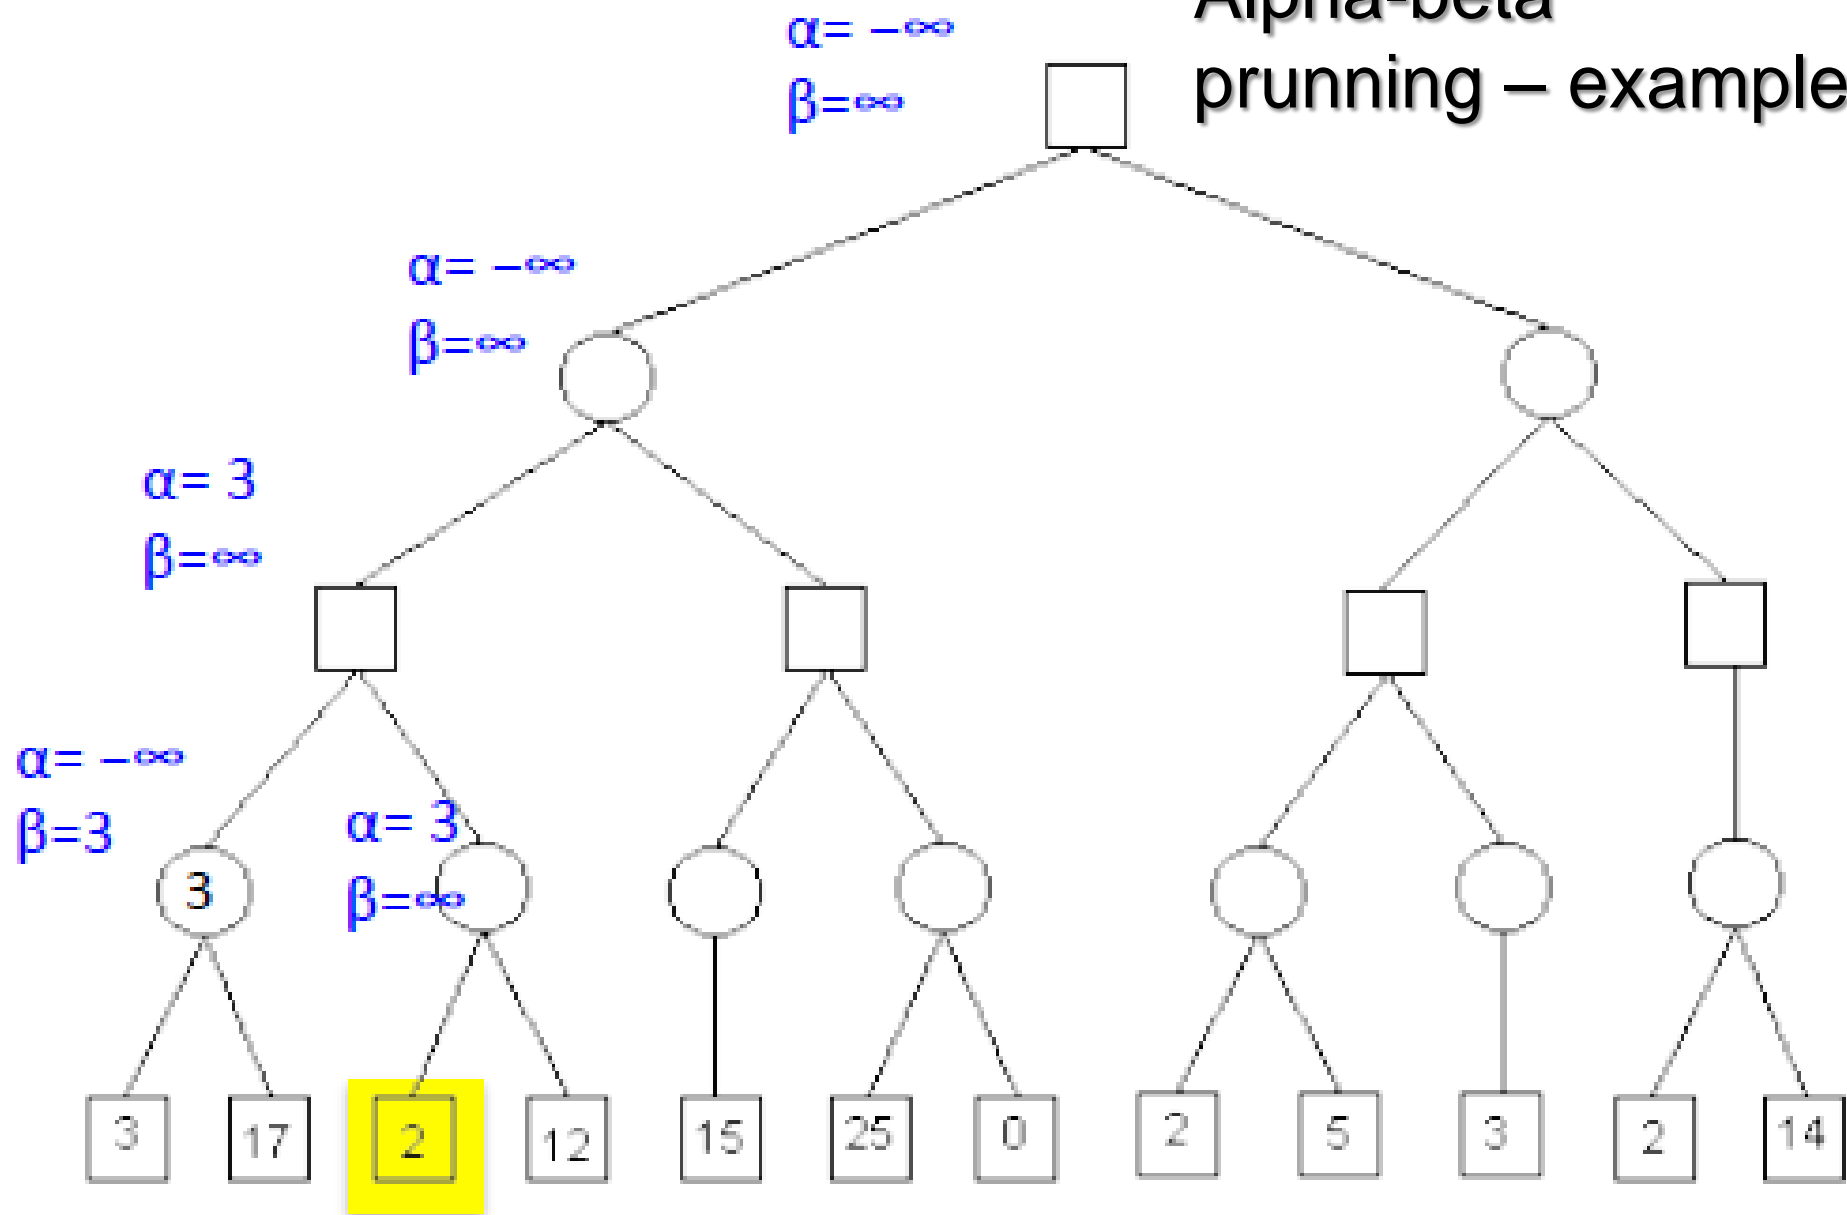 Alpha-beta
prunning – example
α= −∞
β=∞
α= −∞
β=∞
α= 3
β=∞
α= −∞
β=3
α= 3
β=∞
3
3 17 2 12 15 25 0 2 5 3 2 14